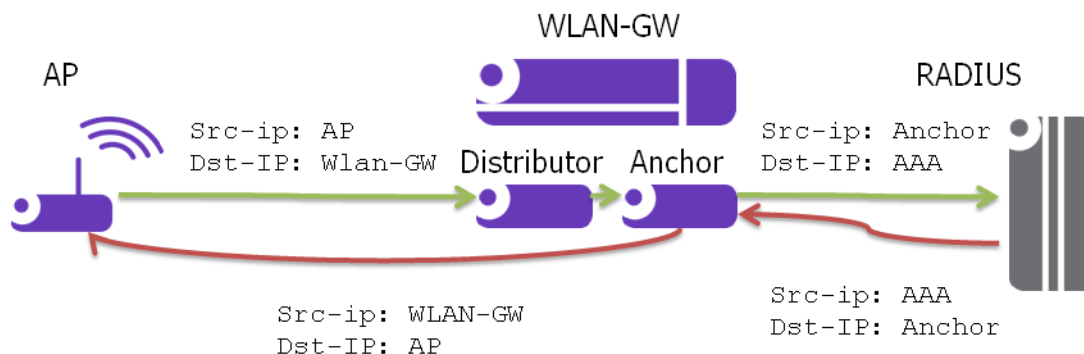 WLAN-GW
AP
RADIUS
Src-ip: AP
Dst-IP: Wlan-GW
Src-ip: Anchor
Dst-IP: AAA
Distributor
Anchor
Src-ip: WLAN-GW
Dst-IP: AP
Src-ip: AAA
Dst-IP: Anchor